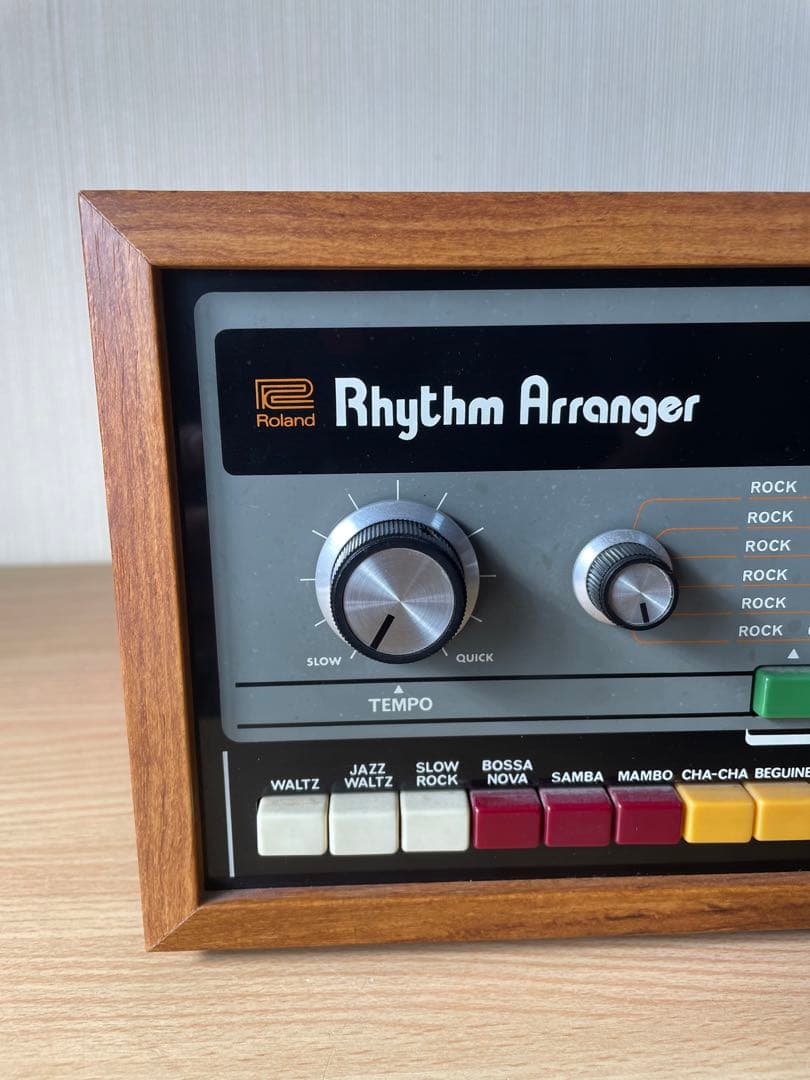 Roland
Rhythm Arranger
ROCK
ROCK
ROCK
ROCK
ROCK
ROCK
SLOW
QUICK
TEMPO
WALTZ
JAZZ
WALTZ
SLOW
ROCK
BOSSA
NOVA
SAMBA
MAMBO
CHA-CHA
BEGUINE